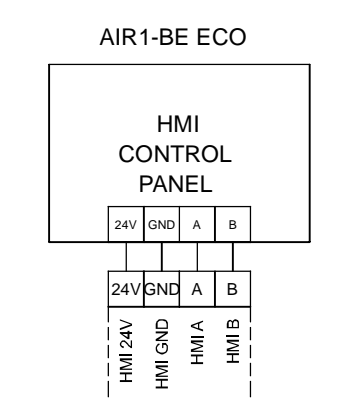 AIR1-BE ECO
HMI
CONTROL
PANEL
24V GND A B
24V GND A B
HMI 24V
HMI GND
HMI A
HMI B